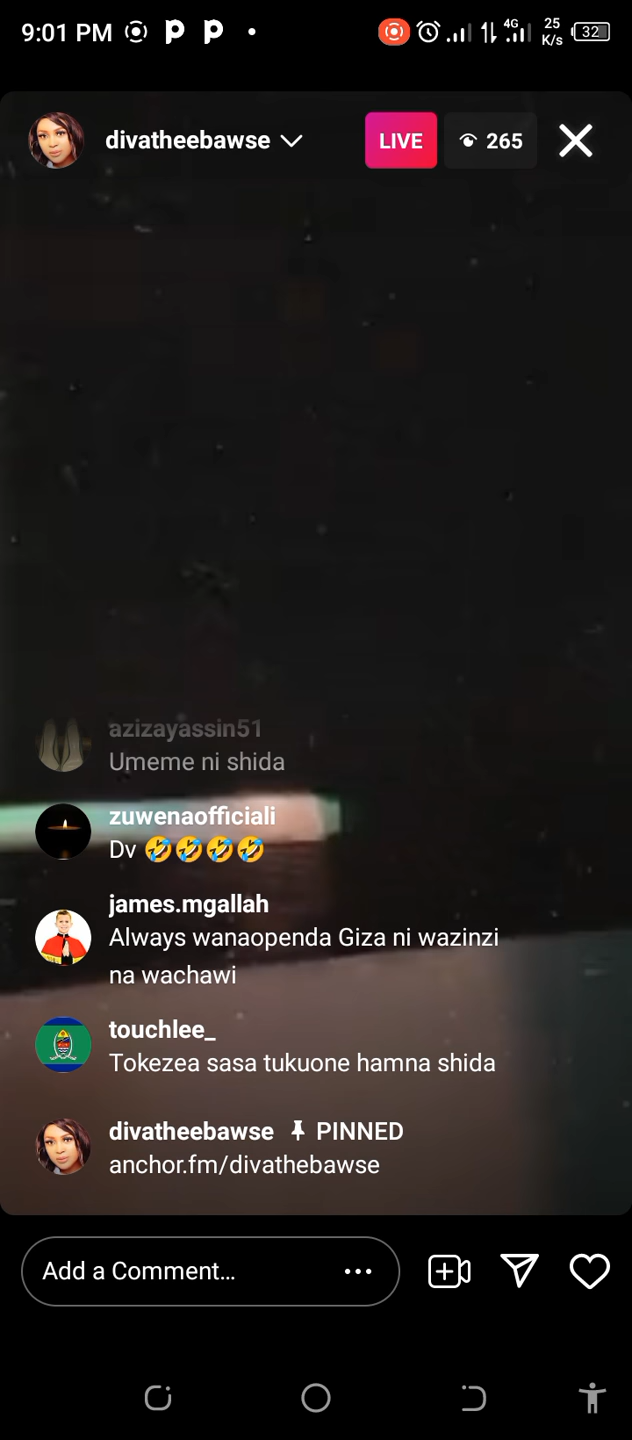 9:01 PM
4G
25
K/s
32
divatheebawse
LIVE
265
azizayassin51
Umeme ni shida
zuwenaofficiali
Dv 🤣🤣🤣🤣
james.mgallah
Always wanaopenda Giza ni wazinzi
na wachawi
touchlee_
Tokezea sasa tukuone hamna shida
divatheebawse PINNED
anchor.fm/divathebawse
Add a Comment...